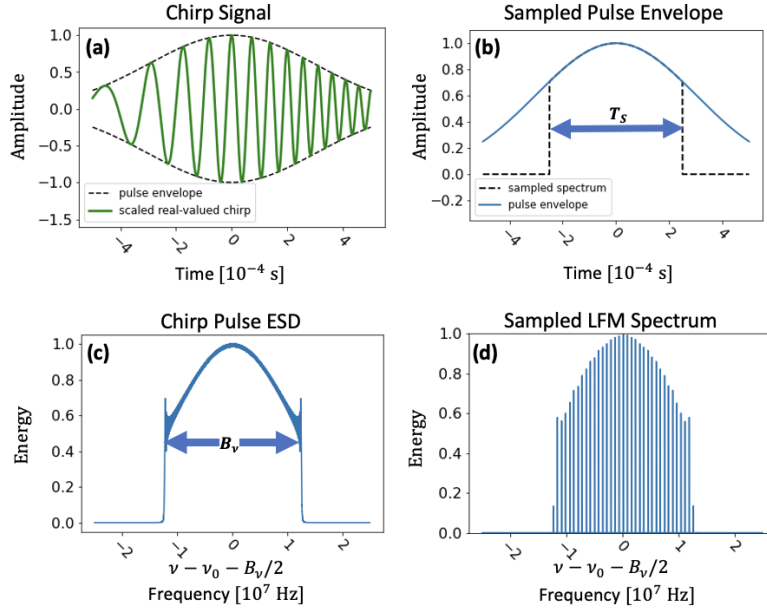 Chirp Signal
(a)
1.0
0.5
0.0
−0.5
−1.0
−1.5
Amplitude
pulse envelope
scaled real-valued chirp
−4
−2
0
2
4
Time [10⁻⁴ s]
Sampled Pulse Envelope
(b)
1.0
0.8
0.6
0.4
0.2
0.0
−0.2
Amplitude
T_S
sampled spectrum
pulse envelope
−4
−2
0
2
4
Time [10⁻⁴ s]
Chirp Pulse ESD
(c)
1.0
0.8
0.6
0.4
0.2
0.0
Energy
B_ν
−2
−1
0
1
2
ν − ν₀ − B_ν/2
Frequency [10⁷ Hz]
Sampled LFM Spectrum
(d)
1.0
0.8
0.6
0.4
0.2
0.0
Energy
−2
−1
0
1
2
ν − ν₀ − B_ν/2
Frequency [10⁷ Hz]